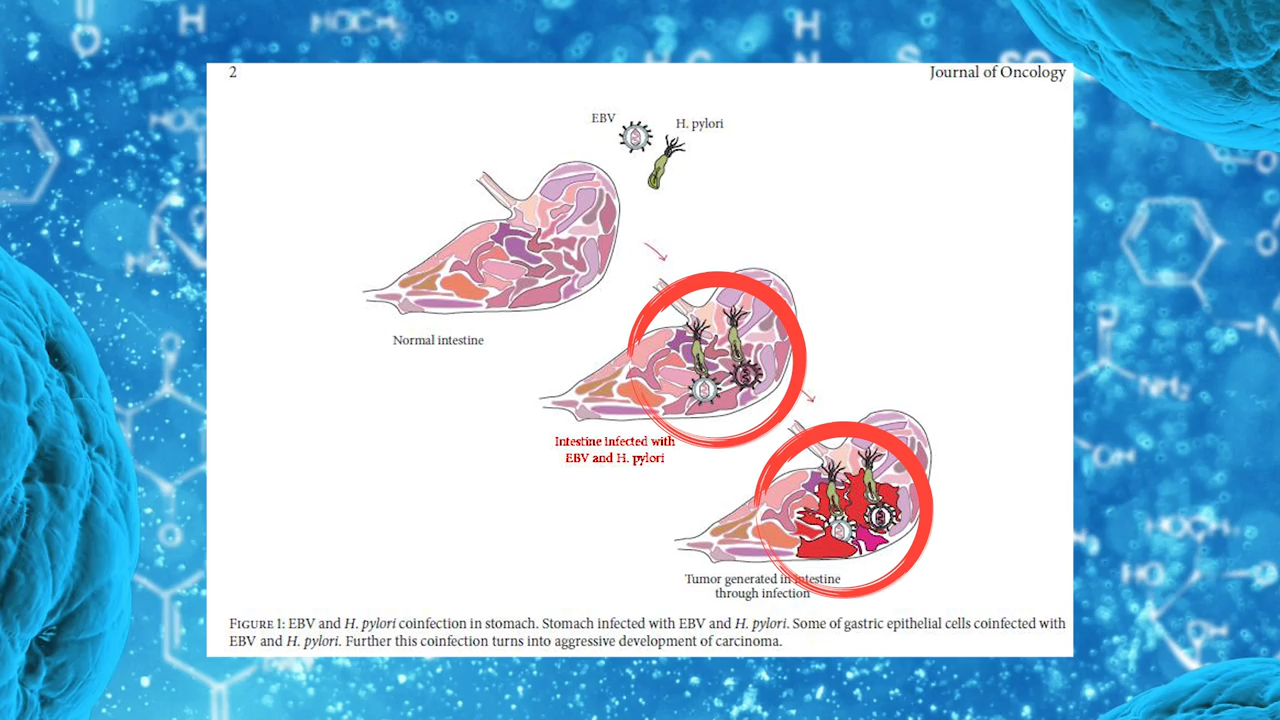 2
Journal of Oncology
EBV
H. pylori
Normal intestine
Intestine infected with
EBV and H. pylori
Tumor generated in intestine
through infection
FIGURE 1: EBV and H. pylori coinfection in stomach. Stomach infected with EBV and H. pylori. Some of gastric epithelial cells coinfected with
EBV and H. pylori. Further this coinfection turns into aggressive development of carcinoma.